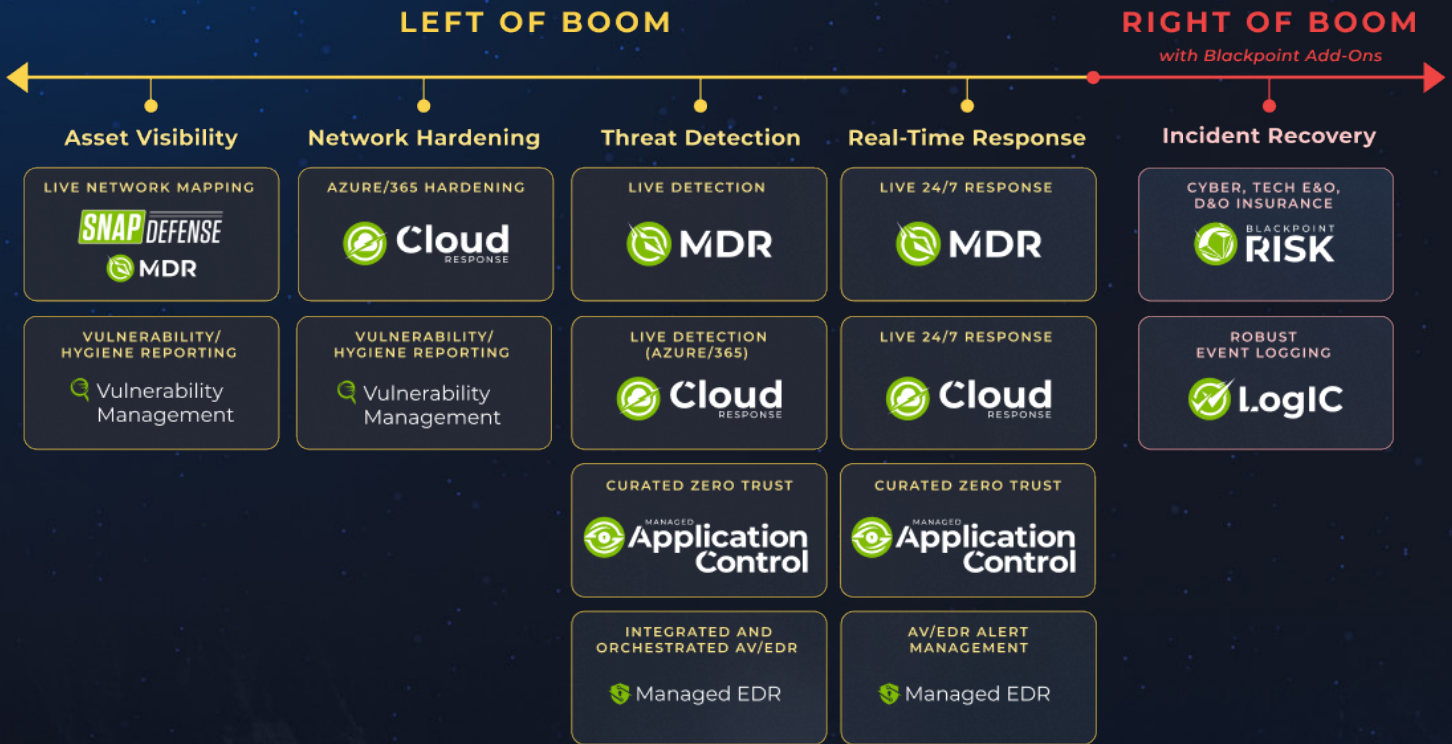 LEFT OF BOOM
RIGHT OF BOOM
with Blackpoint Add-Ons
Asset Visibility
LIVE NETWORK MAPPING
SNAP DEFENSE
MDR
VULNERABILITY/
HYGIENE REPORTING
Vulnerability
Management
Network Hardening
AZURE/365 HARDENING
Cloud
RESPONSE
VULNERABILITY/
HYGIENE REPORTING
Vulnerability
Management
Threat Detection
LIVE DETECTION
MDR
LIVE DETECTION
(AZURE/365)
Cloud
RESPONSE
CURATED ZERO TRUST
MANAGED
Application
Control
INTEGRATED AND
ORCHESTRATED AV/EDR
Managed EDR
Real-Time Response
LIVE 24/7 RESPONSE
MDR
LIVE 24/7 RESPONSE
Cloud
RESPONSE
CURATED ZERO TRUST
MANAGED
Application
Control
AV/EDR ALERT
MANAGEMENT
Managed EDR
Incident Recovery
CYBER, TECH E&O,
D&O INSURANCE
BLACKPOINT
RISK
ROBUST
EVENT LOGGING
LogIC